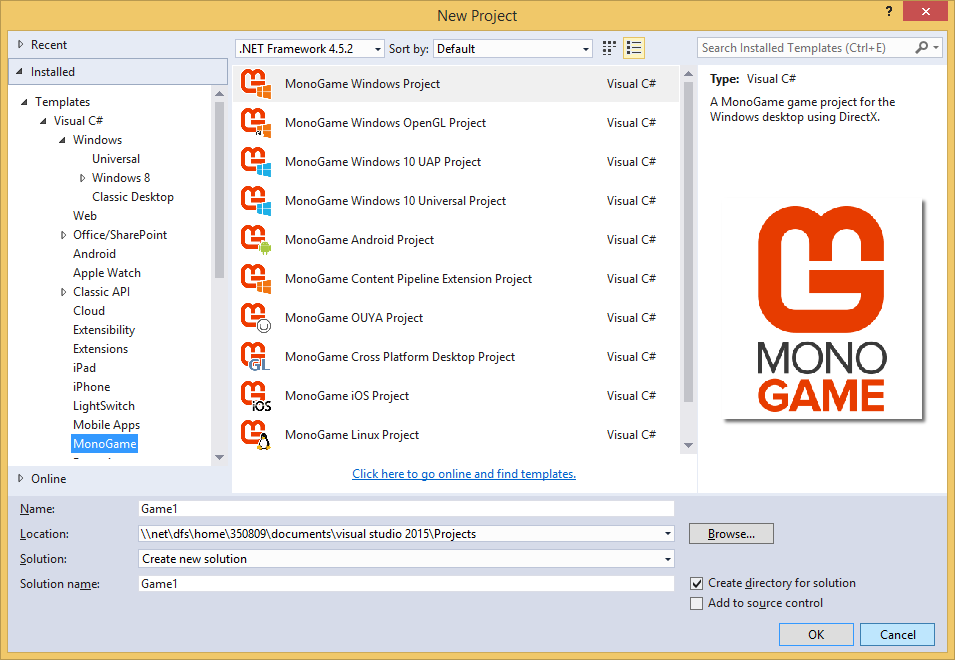 New Project
?
Recent
Installed
Templates
Visual C#
Windows
Universal
Windows 8
Classic Desktop
Web
Office/SharePoint
Android
Apple Watch
Classic API
Cloud
Extensibility
Extensions
iPad
iPhone
LightSwitch
Mobile Apps
MonoGame
Online
.NET Framework 4.5.2
Sort by: Default
MonoGame Windows Project Visual C#
MonoGame Windows OpenGL Project Visual C#
MonoGame Windows 10 UAP Project Visual C#
MonoGame Windows 10 Universal Project Visual C#
MonoGame Android Project Visual C#
MonoGame Content Pipeline Extension Project Visual C#
MonoGame OUYA Project Visual C#
GL
MonoGame Cross Platform Desktop Project Visual C#
iOS
MonoGame iOS Project Visual C#
MonoGame Linux Project Visual C#
Click here to go online and find templates.
Search Installed Templates (Ctrl+E)
Type: Visual C#
A MonoGame game project for the
Windows desktop using DirectX.
MONO
GAME
Name: Game1
Location: \\net\dfs\home\350809\documents\visual studio 2015\Projects
Browse...
Solution: Create new solution
Solution name: Game1
Create directory for solution
Add to source control
OK
Cancel